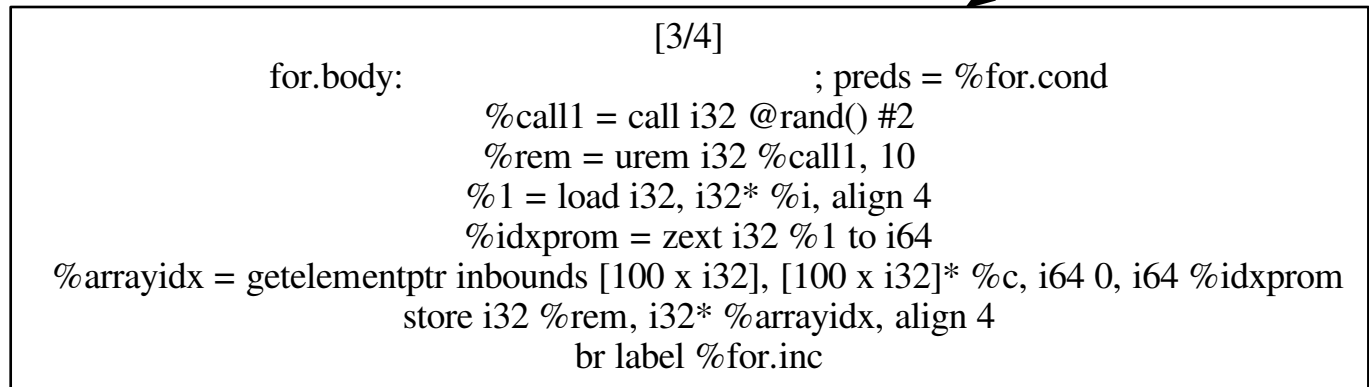 [3/4]
for.body: ; preds = %for.cond
%call1 = call i32 @rand() #2
%rem = urem i32 %call1, 10
%1 = load i32, i32* %i, align 4
%idxprom = zext i32 %1 to i64
%arrayidx = getelementptr inbounds [100 x i32], [100 x i32]* %c, i64 0, i64 %idxprom
store i32 %rem, i32* %arrayidx, align 4
br label %for.inc